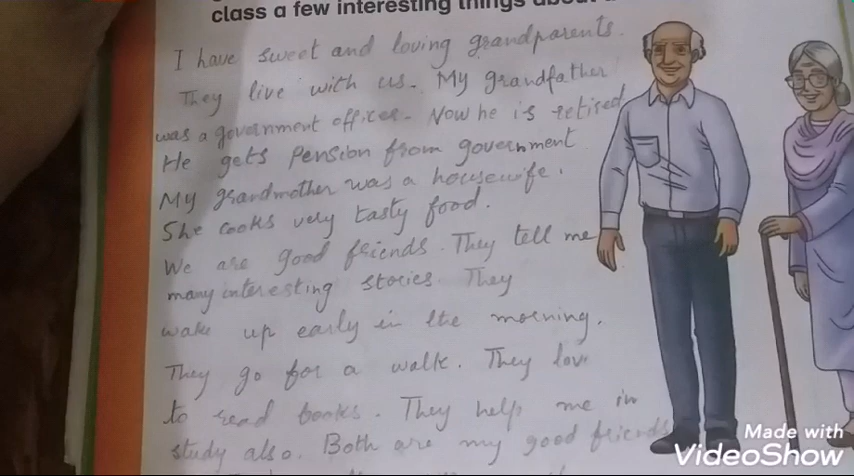 class a few interesting things about
I have sweet and loving grandparents.
They live with us. My grandfather
was a government officer. Now he is retired
He gets Pension from government
My grandmother was a housewife.
She cooks very tasty food.
We are good friends. They tell me
many interesting stories. They
wake up early in the morning.
They go for a walk. They love
to read books. They help me in
study also. Both are my good friends
Made with
VideoShow